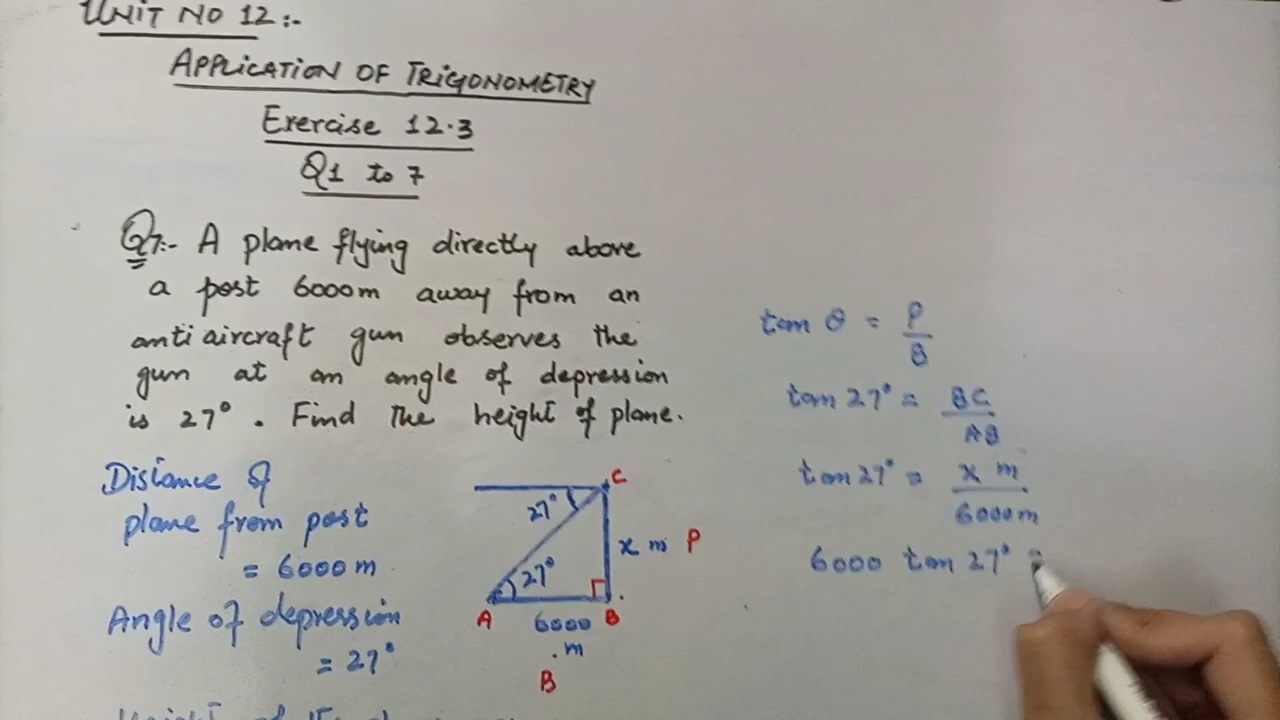 UNIT NO 12:-
APPLICATION OF TRIGONOMETRY
Exercise 12.3
Q1 to 7
Q7:- A plane flying directly above
a post 6000m away from an
anti aircraft gun observes the
gun at an angle of depression
is 27°. Find the height of plane.
Distance of
plane from post
= 6000m
Angle of depression
= 27°
C
27°
x m P
27°
A 6000 B
m
B
tan θ = P
B
tan 27° = BC
AB
tan 27° = x m
6000m
6000 tan 27° =